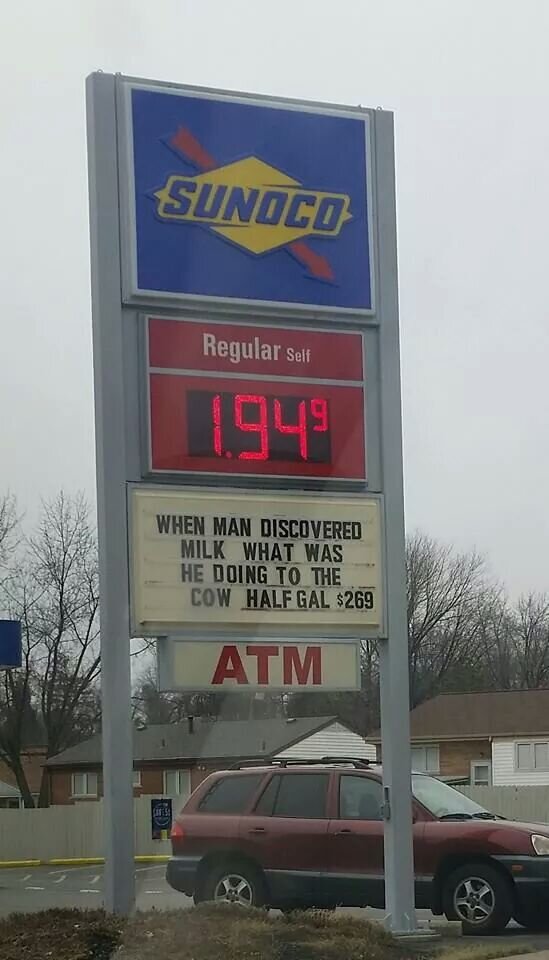 SUNOCO
Regular Self
1.94⁹
WHEN MAN DISCOVERED
MILK WHAT WAS
HE DOING TO THE
COW HALF GAL $269
ATM